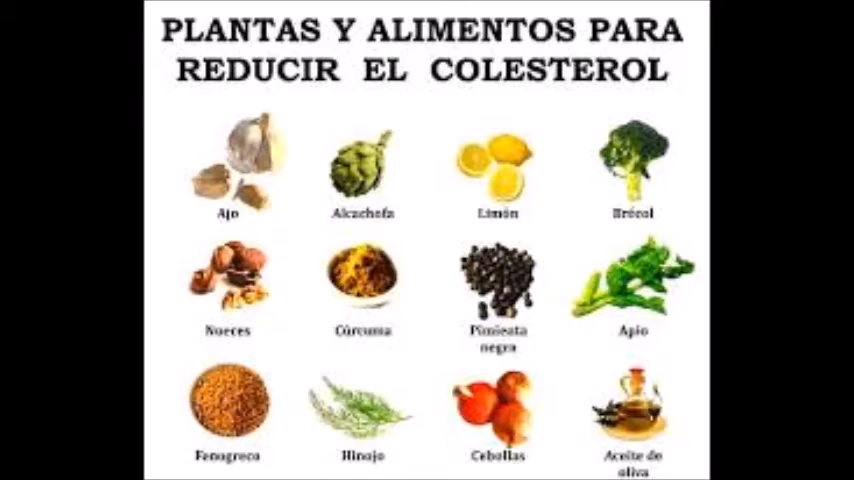 PLANTAS Y ALIMENTOS PARA
REDUCIR EL COLESTEROL
Ajo
Alcachofa
Limón
Brécol
Nueces
Cúrcuma
Pimienta
negra
Apio
Fenogreco
Hinojo
Cebollas
Aceite de
oliva